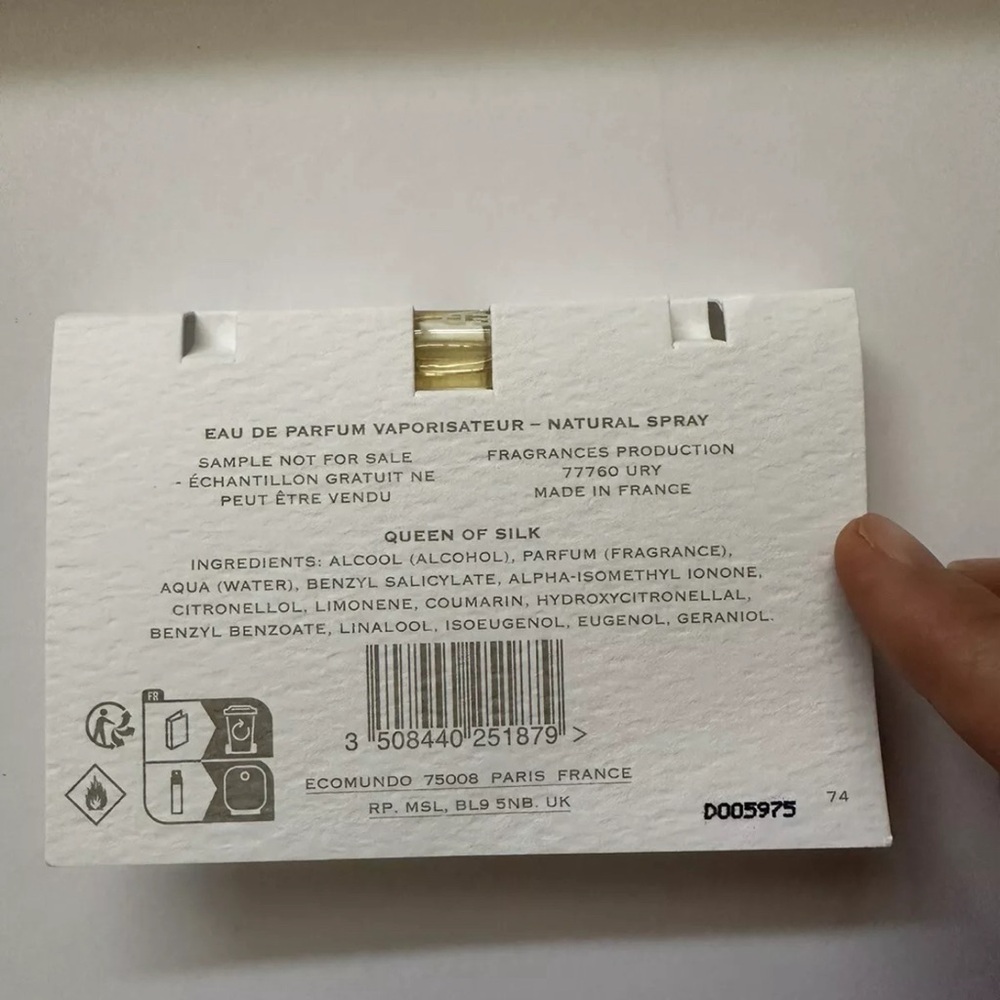 EAU DE PARFUM VAPORISATEUR – NATURAL SPRAY
SAMPLE NOT FOR SALE
- ÉCHANTILLON GRATUIT NE
PEUT ÊTRE VENDU
FRAGRANCES PRODUCTION
77760 URY
MADE IN FRANCE
QUEEN OF SILK
INGREDIENTS: ALCOOL (ALCOHOL), PARFUM (FRAGRANCE),
AQUA (WATER), BENZYL SALICYLATE, ALPHA-ISOMETHYL IONONE,
CITRONELLOL, LIMONENE, COUMARIN, HYDROXYCITRONELLAL,
BENZYL BENZOATE, LINALOOL, ISOEUGENOL, EUGENOL, GERANIOL.
FR
3 508440 251879 >
ECOMUNDO 75008 PARIS FRANCE
RP. MSL, BL9 5NB. UK
D005975
74